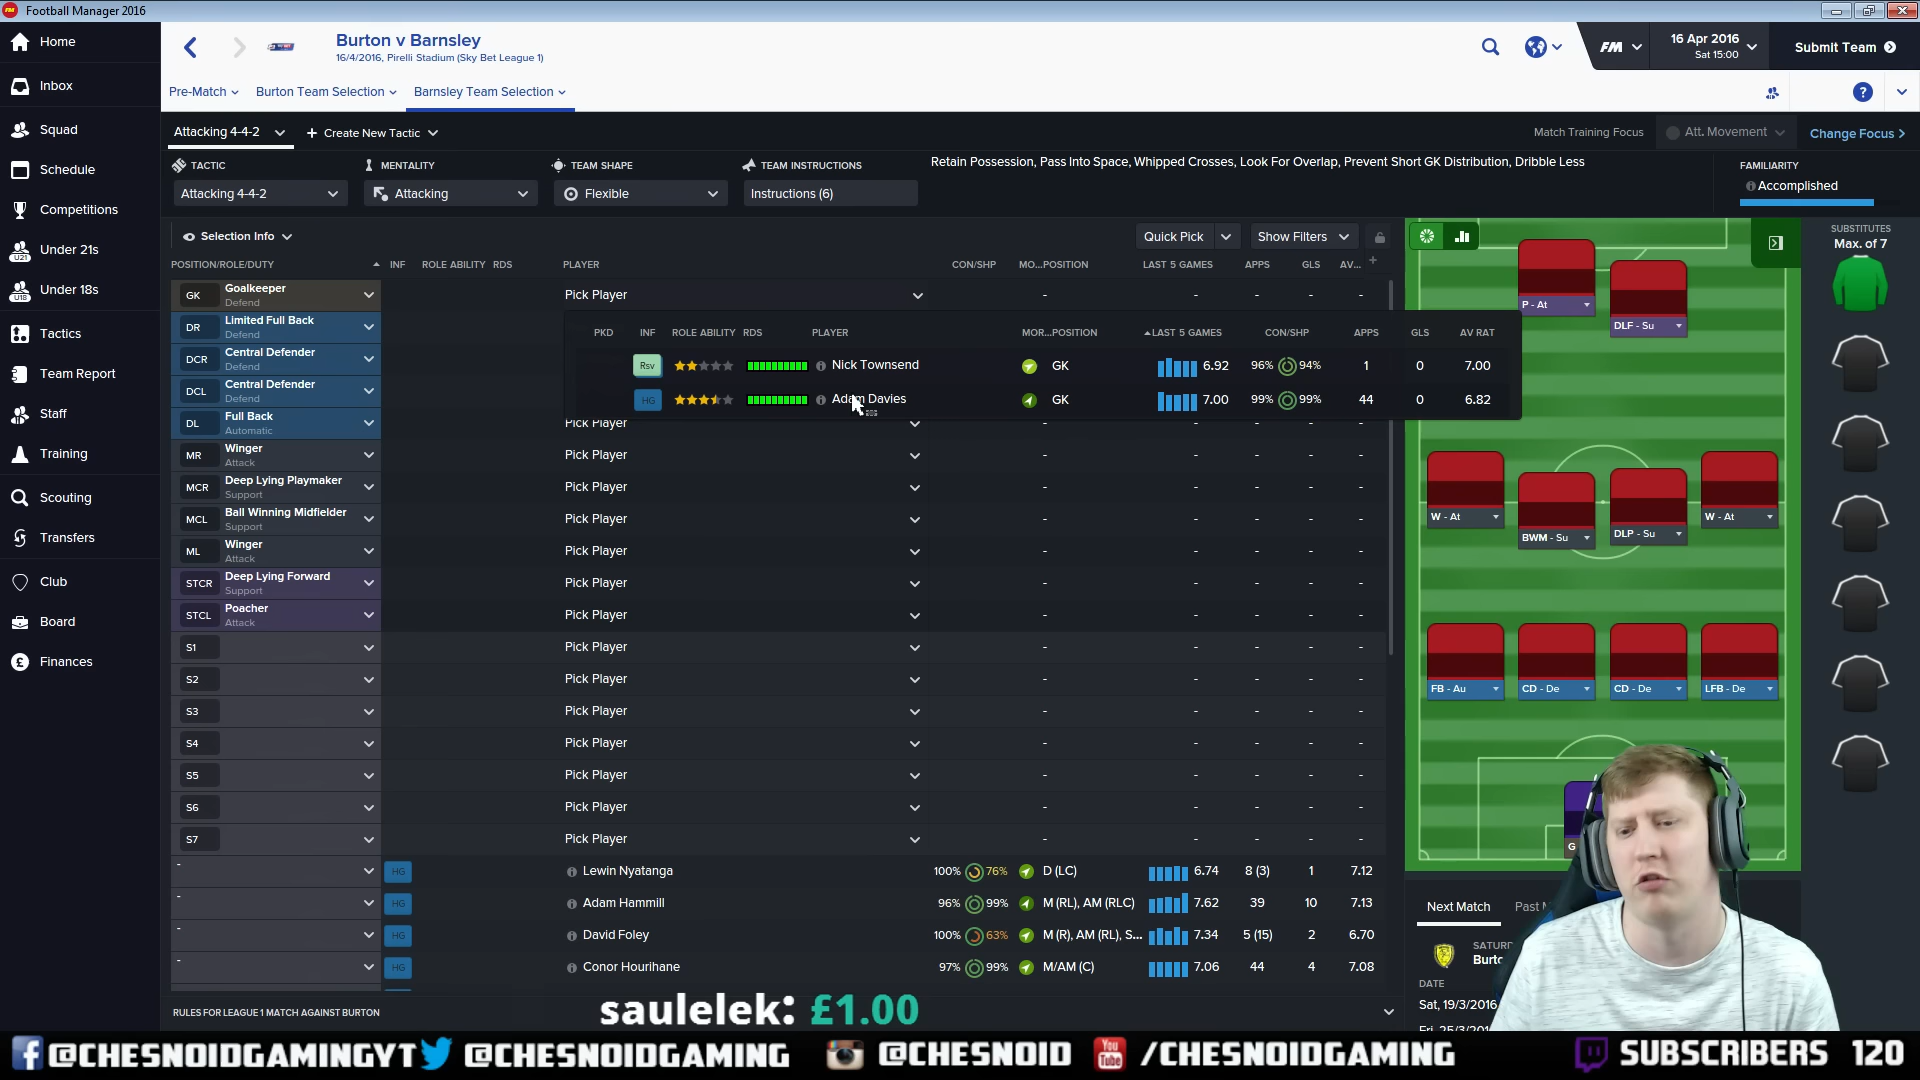 Football Manager 2016
Home
Inbox
Squad
Schedule
Competitions
Under 21s
Under 18s
Tactics
Team Report
Staff
Training
Scouting
Transfers
Club
Board
Finances
Burton v Barnsley
16/4/2016, Pirelli Stadium (Sky Bet League 1)
FM
16 Apr 2016
Sat 15:00
Submit Team
Pre-Match
Burton Team Selection
Barnsley Team Selection
Attacking 4-4-2
+ Create New Tactic
Match Training Focus
Att. Movement
Change Focus >
TACTIC
MENTALITY
TEAM SHAPE
TEAM INSTRUCTIONS
Retain Possession, Pass Into Space, Whipped Crosses, Look For Overlap, Prevent Short GK Distribution, Dribble Less
FAMILIARITY
Accomplished
Attacking 4-4-2
Attacking
Flexible
Instructions (6)
Selection Info
Quick Pick
Show Filters
POSITION/ROLE/DUTY INF ROLE ABILITY RDS PLAYER CON/SHP MO...POSITION LAST 5 GAMES APPS GLS AV... +
GK Goalkeeper Pick Player - - - - -
Defend
DR Limited Full Back
Defend
DCR Central Defender
Defend
DCL Central Defender
Defend
DL Full Back Pick Player - - - - -
Automatic
MR Winger Pick Player - - - - -
Attack
MCR Deep Lying Playmaker Pick Player - - - - -
Support
MCL Ball Winning Midfielder Pick Player - - - - -
Support
ML Winger Pick Player - - - - -
Attack
STCR Deep Lying Forward Pick Player - - - - -
Support
STCL Poacher Pick Player - - - - -
Attack
S1 Pick Player - - - - -
S2 Pick Player - - - - -
S3 Pick Player - - - - -
S4 Pick Player - - - - -
S5 Pick Player - - - - -
S6 Pick Player - - - - -
S7 Pick Player - - - - -
PKD INF ROLE ABILITY RDS PLAYER MOR...POSITION LAST 5 GAMES CON/SHP APPS GLS AV RAT
Rsv Nick Townsend GK 6.92 96% 94% 1 0 7.00
HG Adam Davies GK 7.00 99% 99% 44 0 6.82
- HG Lewin Nyatanga 100% 76% D (LC) 6.74 8 (3) 1 7.12
- HG Adam Hammill 96% 99% M (RL), AM (RLC) 7.62 39 10 7.13
- HG David Foley 100% 63% M (R), AM (RL), S... 7.34 5 (15) 2 6.70
- HG Conor Hourihane 97% 99% M/AM (C) 7.06 44 4 7.08
RULES FOR LEAGUE 1 MATCH AGAINST BURTON
SUBSTITUTES
Max. of 7
P - At
DLF - Su
W - At
BWM - Su
DLP - Su
W - At
FB - Au
CD - De
CD - De
LFB - De
G
Next Match
Past
SATUR
Burto
DATE
Sat, 19/3/2016
saulelek: £1.00
@CHESNOIDGAMINGYT @CHESNOIDGAMING @CHESNOID You Tube /CHESNOIDGAMING SUBSCRIBERS 120